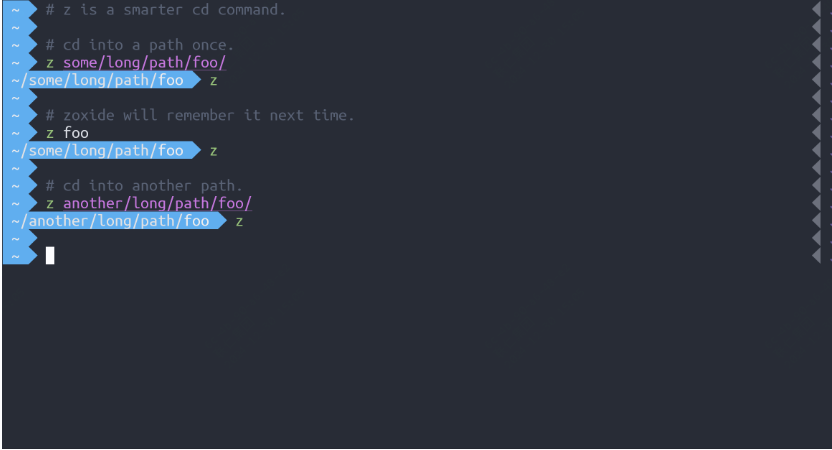 ~ # z is a smarter cd command.
~
~ # cd into a path once.
~ z some/long/path/foo/
~/some/long/path/foo z
~
~ # zoxide will remember it next time.
~ z foo
~/some/long/path/foo z
~
~ # cd into another path.
~ z another/long/path/foo/
~/another/long/path/foo z
~
~